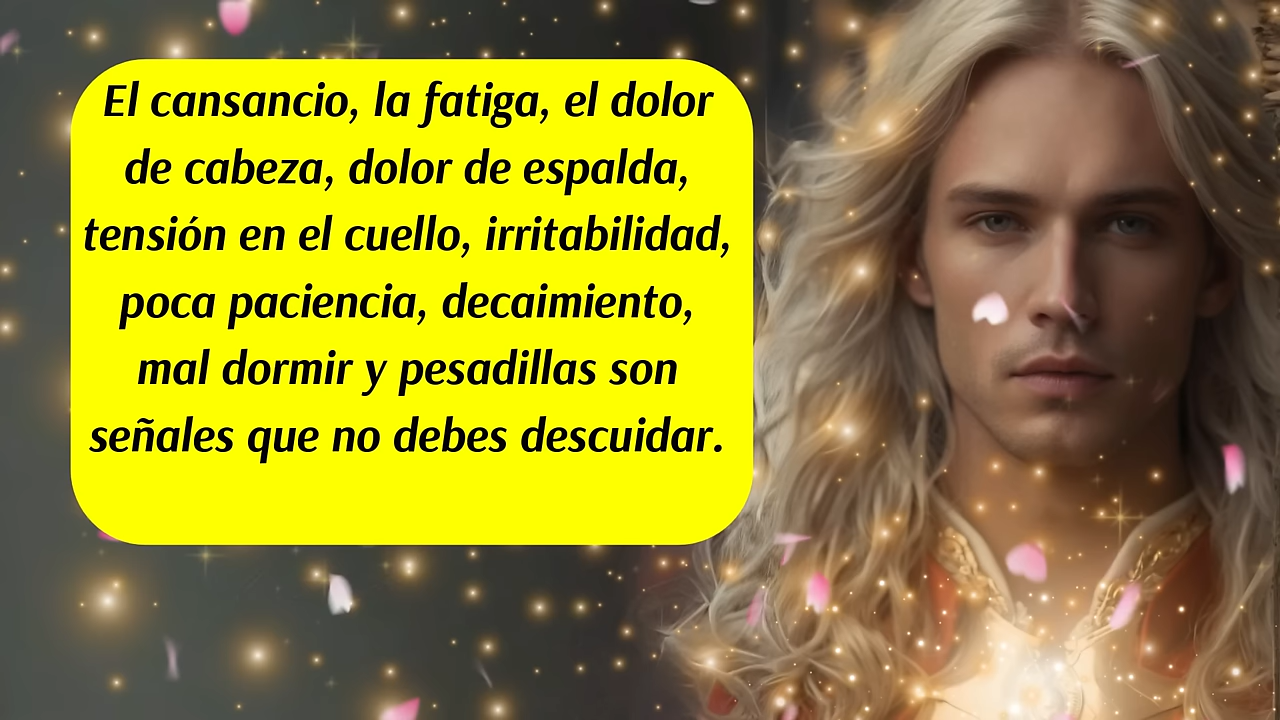 El cansancio, la fatiga, el dolor
de cabeza, dolor de espalda,
tensión en el cuello, irritabilidad,
poca paciencia, decaimiento,
mal dormir y pesadillas son
señales que no debes descuidar.